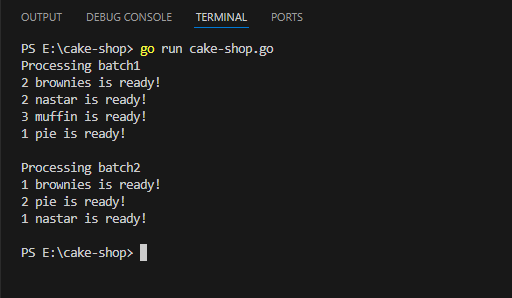 OUTPUT DEBUG CONSOLE TERMINAL PORTS
PS E:\cake-shop> go run cake-shop.go
Processing batch1
2 brownies is ready!
2 nastar is ready!
3 muffin is ready!
1 pie is ready!
Processing batch2
1 brownies is ready!
2 pie is ready!
1 nastar is ready!
PS E:\cake-shop>